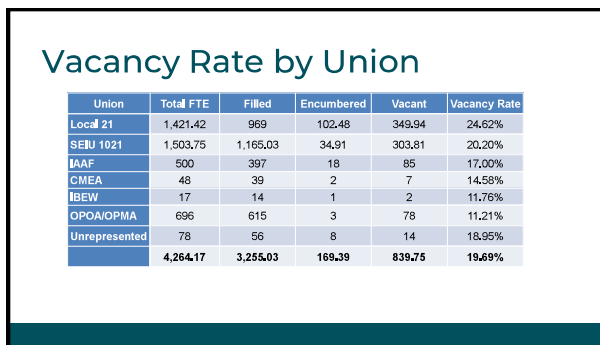 Vacancy Rate by Union
Union Total FTE Filled Encumbered Vacant Vacancy Rate
Local 21 1,421.42 969 102.48 349.94 24.62%
SEIU 1021 1,503.75 1,165.03 34.91 303.81 20.20%
IAAF 500 397 18 85 17.00%
CMEA 48 39 2 7 14.58%
IBEW 17 14 1 2 11.76%
OPOA/OPMA 696 615 3 78 11.21%
Unrepresented 78 56 8 14 18.95%
4,264.17 3,255.03 169.39 839.75 19.69%